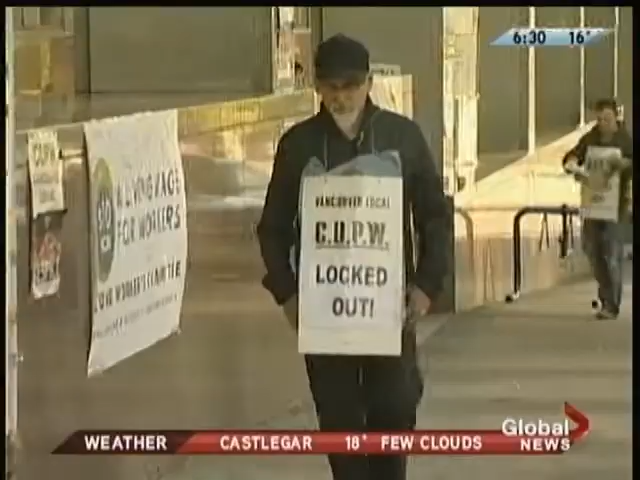 6:30 16°
CUPW
A LIVING WAGE
FOR WORKERS
VANCOUVER LOCAL
C.U.P.W.
LOCKED
OUT!
WEATHER CASTLEGAR 18° FEW CLOUDS
Global
NEWS